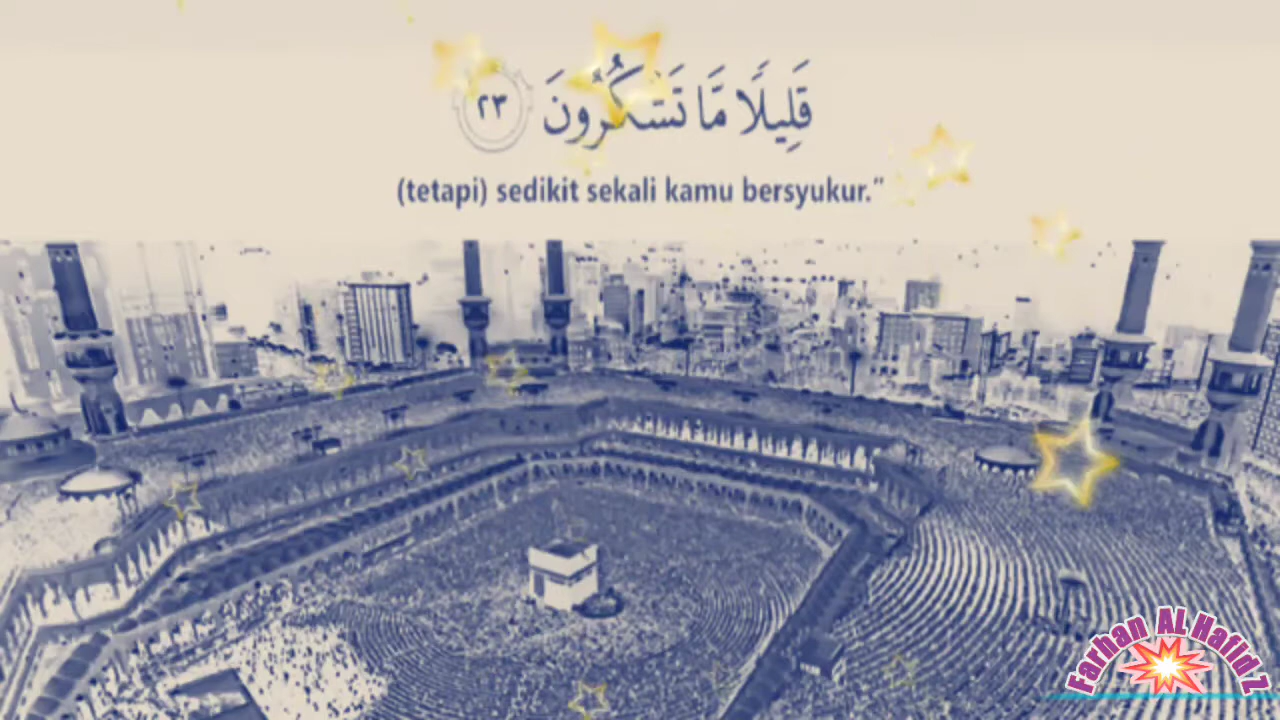 قَلِيلًا مَّا تَشْكُرُونَ ٢٣
(tetapi) sedikit sekali kamu bersyukur.”
Farhan AL Hafidz